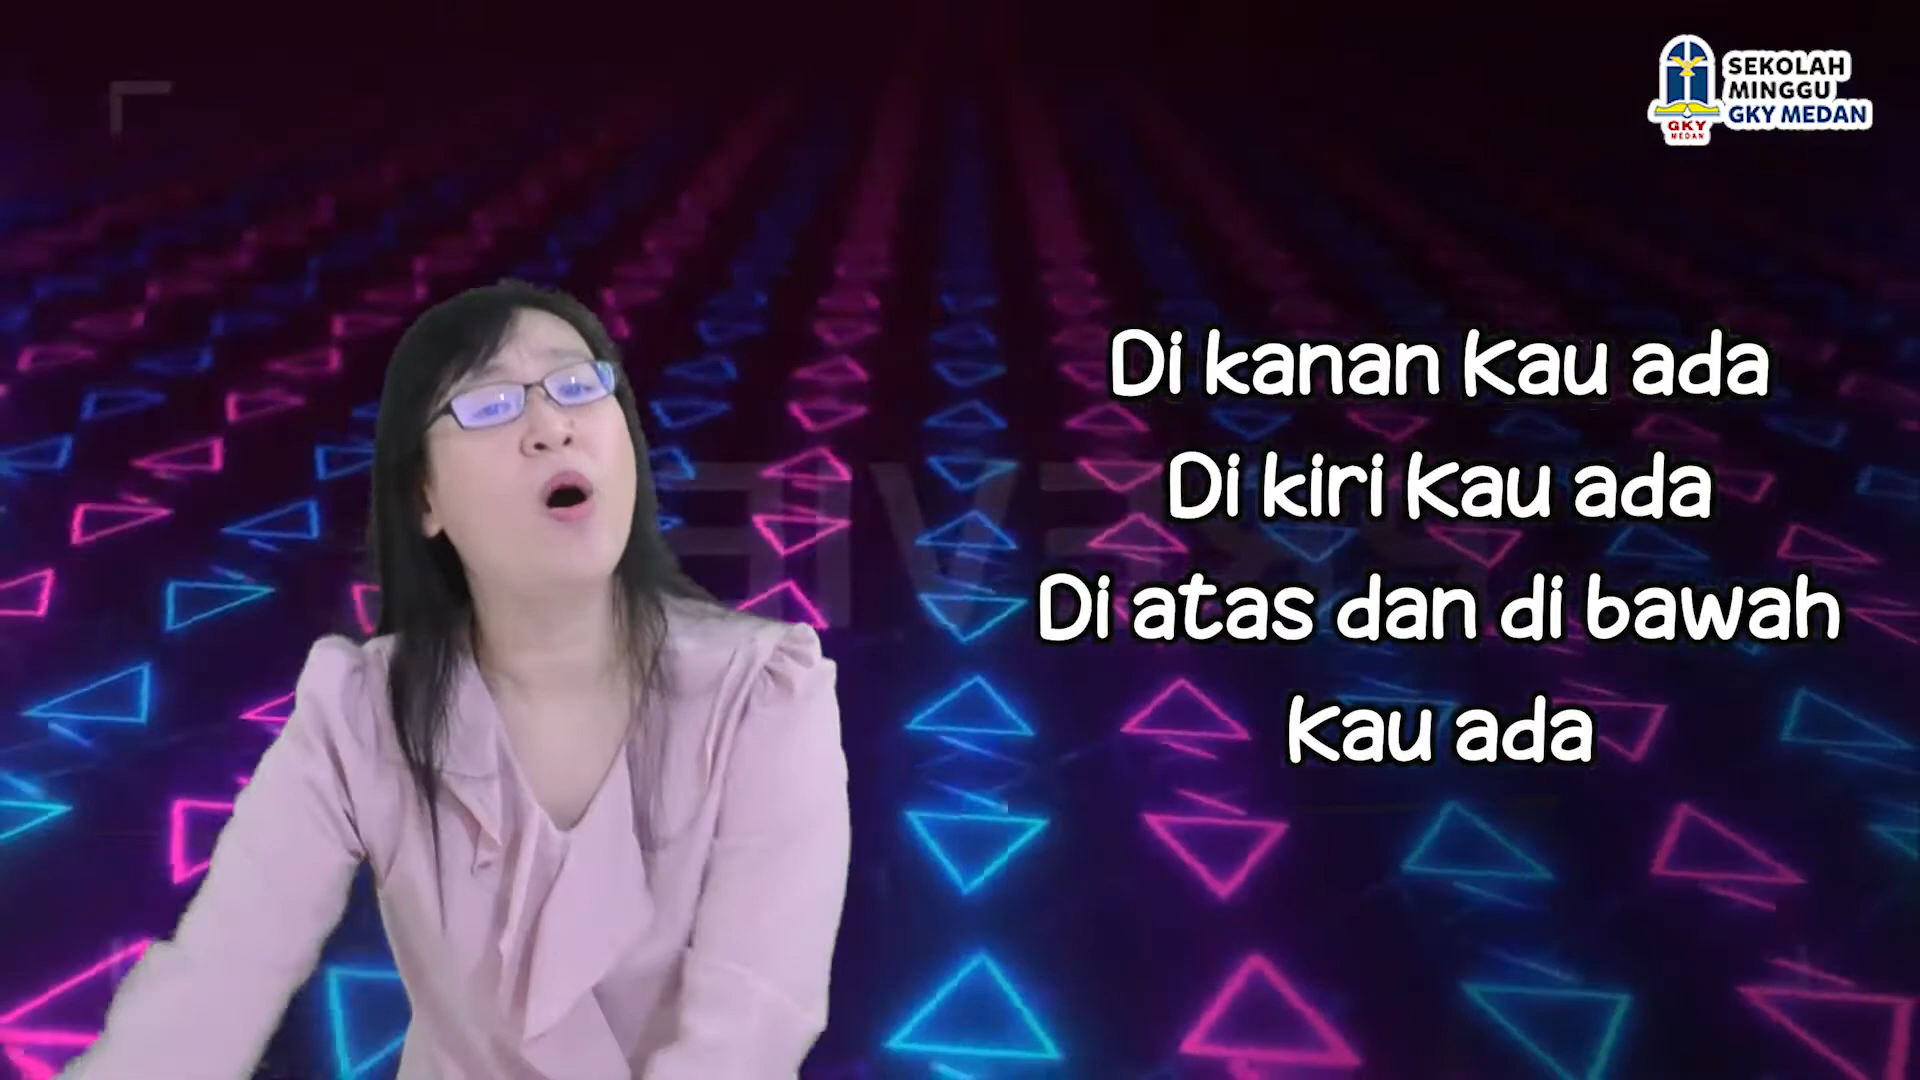 SEKOLAH
MINGGU
GKY MEDAN
GKY
MEDAN
Di kanan Kau ada
Di kiri Kau ada
Di atas dan di bawah
Kau ada